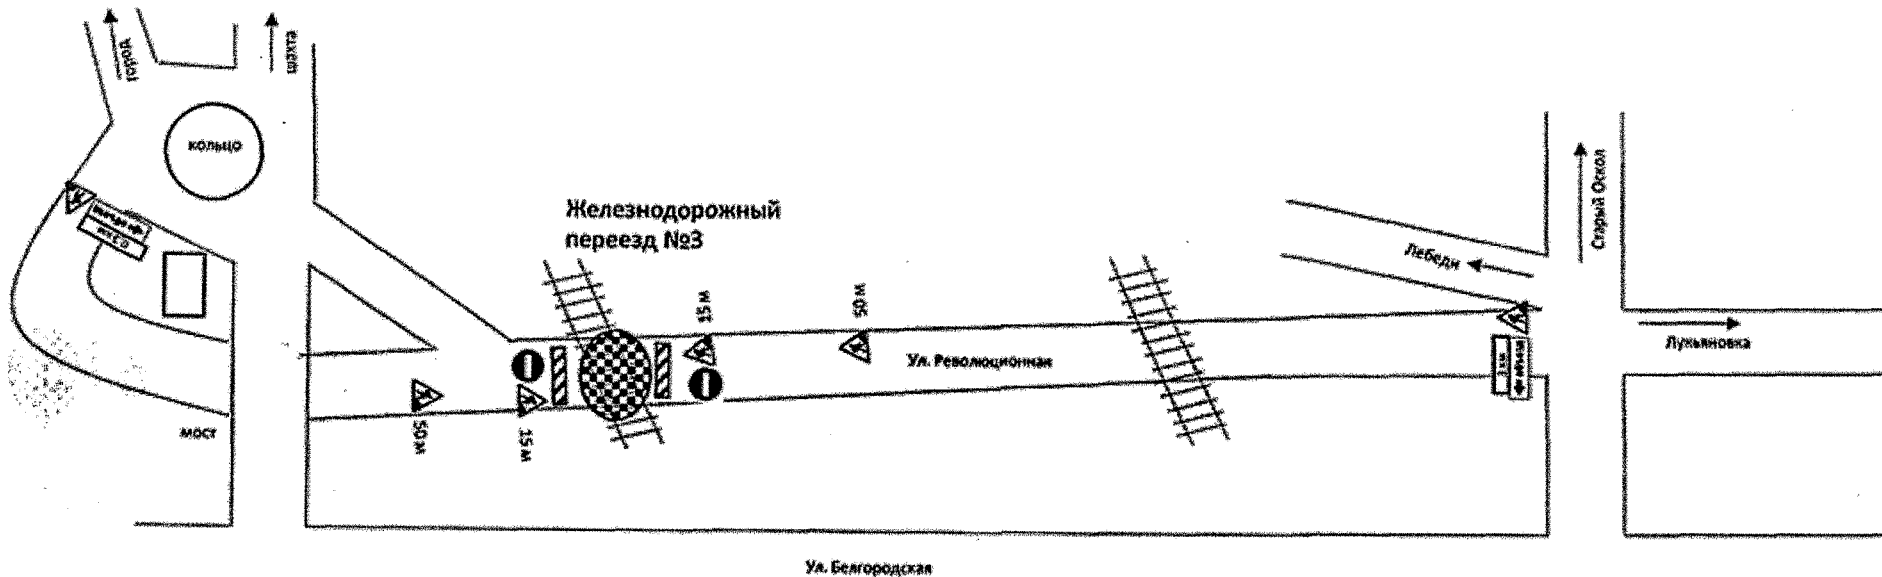 город
шахта
кольцо
Железнодорожный
переезд №3
15 м
50 м
Ул. Революционная
Лебеди
Старый Оскол
Лукьяновка
50 м
15 м
мост
Ул. Белгородская